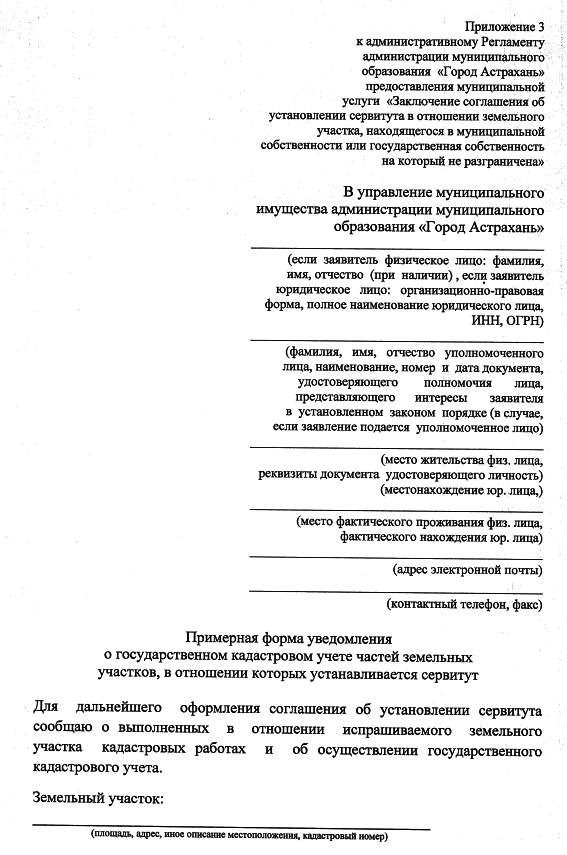 Приложение 3
к административному Регламенту
администрации муниципального
образования «Город Астрахань»
предоставления муниципальной
услуги «Заключение соглашения об
установлении сервитута в отношении земельного
участка, находящегося в муниципальной
собственности или государственная собственность
на который не разграничена»
В управление муниципального
имущества администрации муниципального
образования «Город Астрахань»
(если заявитель физическое лицо: фамилия,
имя, отчество (при наличии) , если заявитель
юридическое лицо: организационно-правовая
форма, полное наименование юридического лица,
ИНН, ОГРН)
(фамилия, имя, отчество уполномоченного
лица, наименование, номер и дата документа,
удостоверяющего полномочия лица,
представляющего интересы заявителя
в установленном законом порядке (в случае,
если заявление подается уполномоченное лицо)
(место жительства физ. лица,
реквизиты документа удостоверяющего личность)
(местонахождение юр. лица,)
(место фактического проживания физ. лица,
фактического нахождения юр. лица)
(адрес электронной почты)
(контактный телефон, факс)
Примерная форма уведомления
о государственном кадастровом учете частей земельных
участков, в отношении которых устанавливается сервитут
Для дальнейшего оформления соглашения об установлении сервитута
сообщаю о выполненных в отношении испрашиваемого земельного
участка кадастровых работах и об осуществлении государственного
кадастрового учета.
Земельный участок:
(площадь, адрес, иное описание местоположения, кадастровый номер)